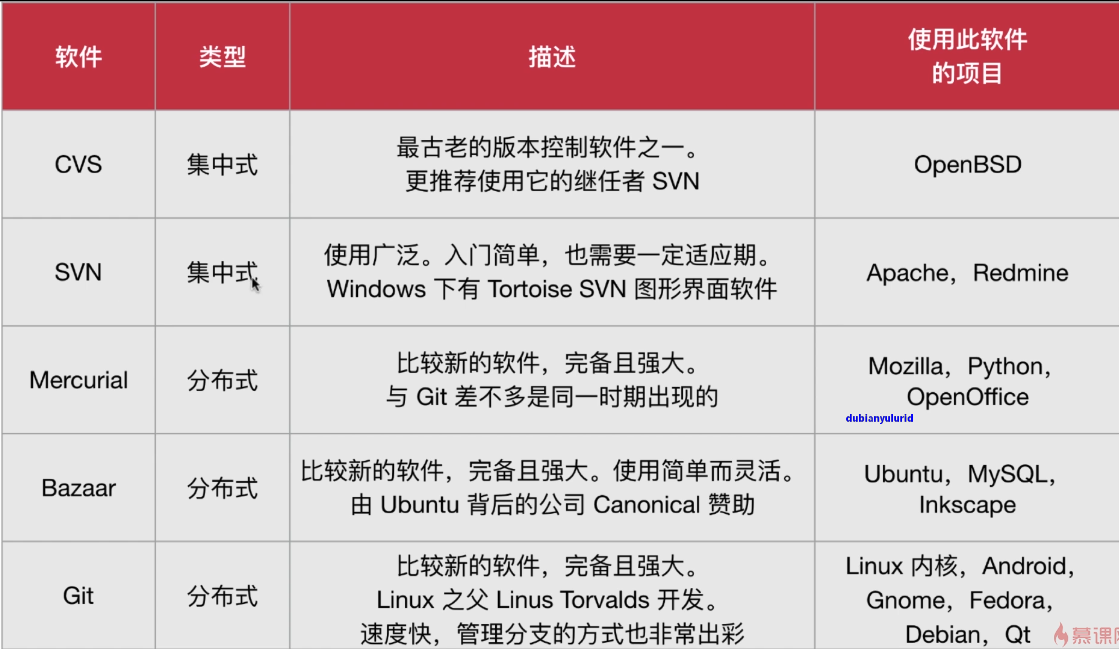 软件
类型
描述
使用此软件
的项目
CVS
集中式
最古老的版本控制软件之一。
更推荐使用它的继任者 SVN
OpenBSD
SVN
集中式
使用广泛。入门简单，也需要一定适应期。
Windows 下有 Tortoise SVN 图形界面软件
Apache，Redmine
Mercurial
分布式
比较新的软件，完备且强大。
与 Git 差不多是同一时期出现的
Mozilla，Python，
OpenOffice
dubianyulurid
Bazaar
分布式
比较新的软件，完备且强大。使用简单而灵活。
由 Ubuntu 背后的公司 Canonical 赞助
Ubuntu，MySQL，
Inkscape
Git
分布式
比较新的软件，完备且强大。
Linux 之父 Linus Torvalds 开发。
速度快，管理分支的方式也非常出彩
Linux 内核，Android，
Gnome，Fedora，
Debian，Qt
慕课